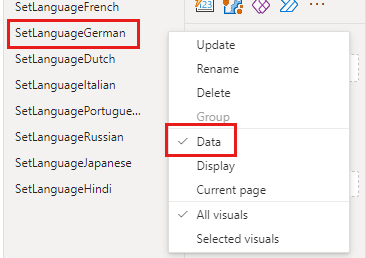 SetLanguageFrench
SetLanguageGerman
SetLanguageDutch
SetLanguageItalian
SetLanguagePortugue...
SetLanguageRussian
SetLanguageJapanese
SetLanguageHindi
Update
Rename
Delete
Group
Data
Display
Current page
All visuals
Selected visuals